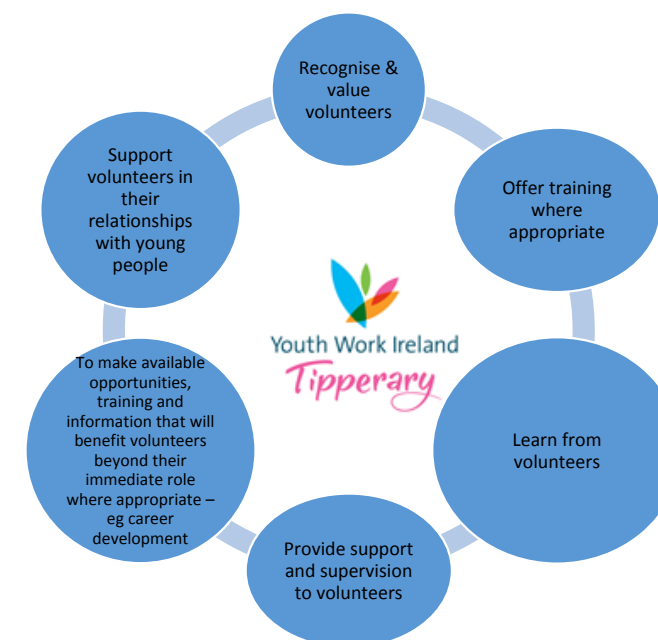 Recognise &
value
volunteers
Offer training
where
appropriate
Learn from
volunteers
Provide support
and supervision
to volunteers
To make available
opportunities,
training and
information that will
benefit volunteers
beyond their
immediate role
where appropriate –
eg career
development
Support
volunteers in
their
relationships
with young
people
Youth Work Ireland
Tipperary